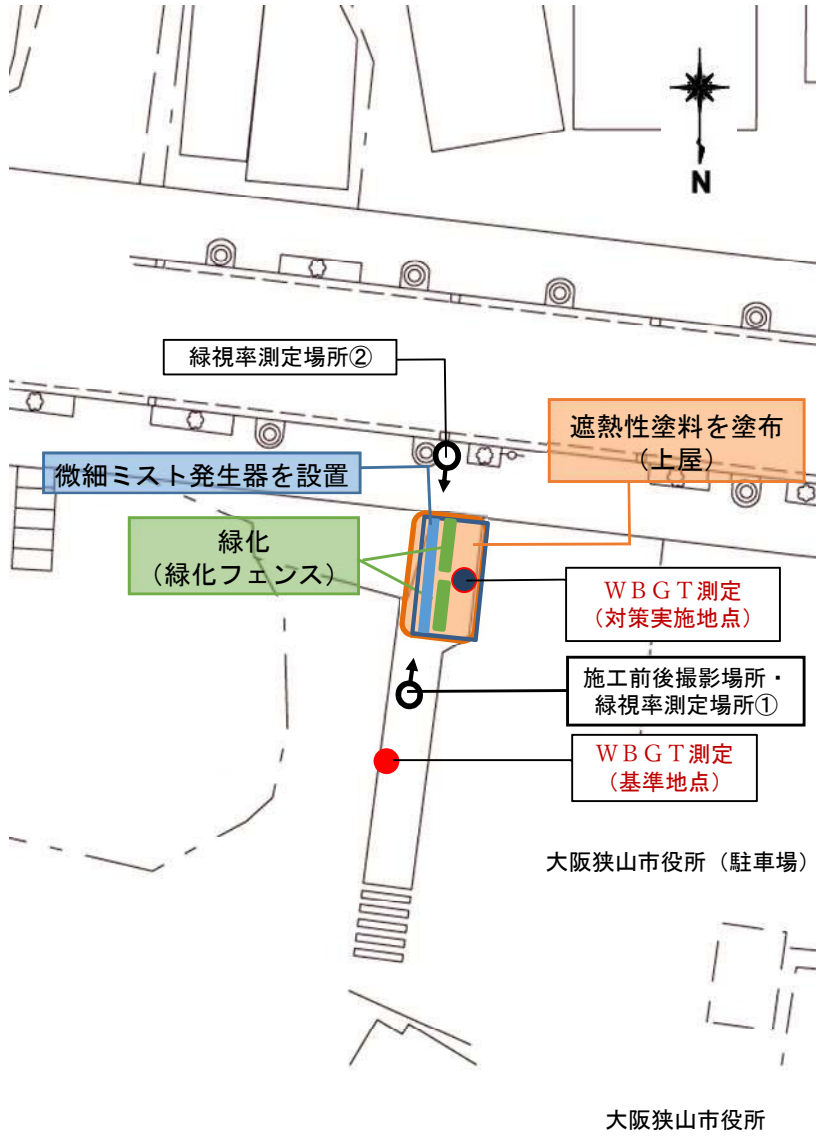 N
緑視率測定場所②
遮熱性塗料を塗布
（上屋）
微細ミスト発生器を設置
緑化
（緑化フェンス）
ＷＢＧＴ測定
（対策実施地点）
施工前後撮影場所・
緑視率測定場所①
ＷＢＧＴ測定
（基準地点）
大阪狭山市役所（駐車場）
大阪狭山市役所